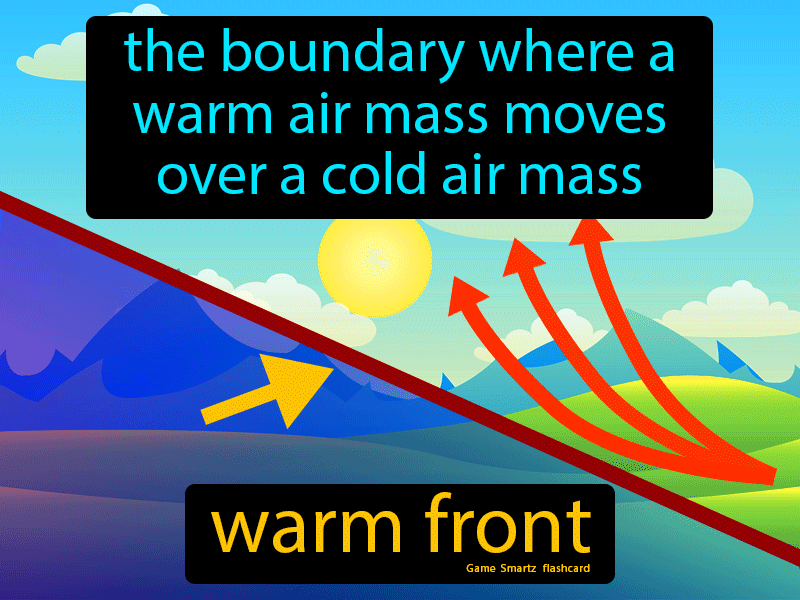 the boundary where a
warm air mass moves
over a cold air mass
warm front
Game Smartz flashcard